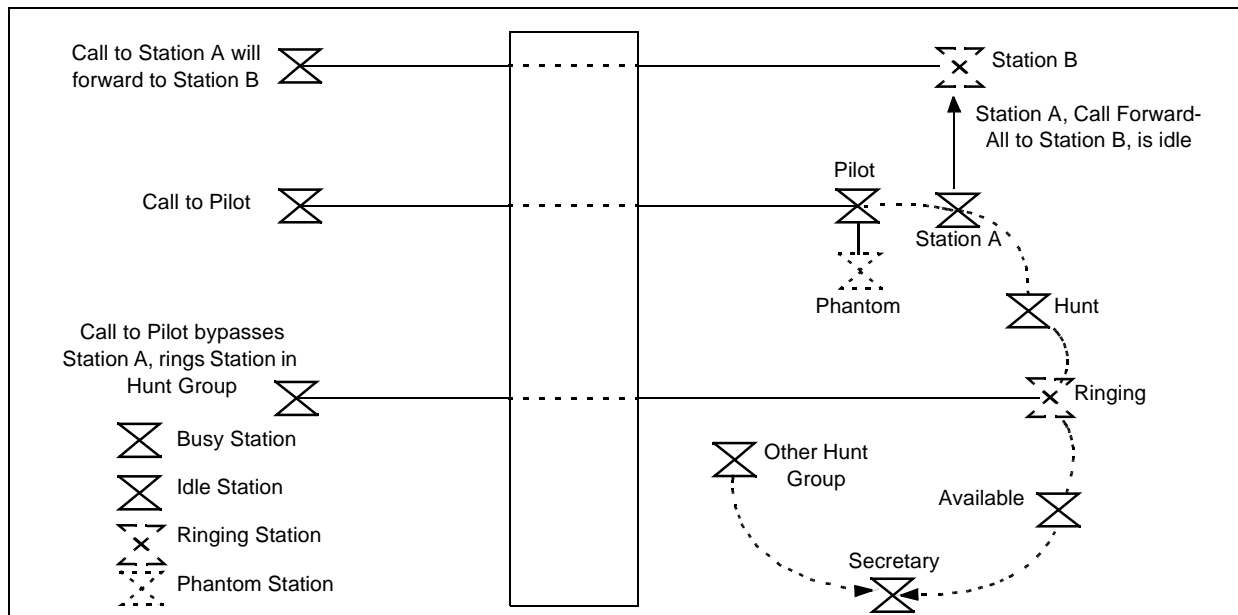 Call to Station A will
forward to Station B
Station B
Station A, Call Forward-
All to Station B, is idle
Pilot
Call to Pilot
Station A
Phantom
Hunt
Call to Pilot bypasses
Station A, rings Station in
Hunt Group
Ringing
Busy Station
Other Hunt
Group
Idle Station
Available
Ringing Station
Secretary
Phantom Station